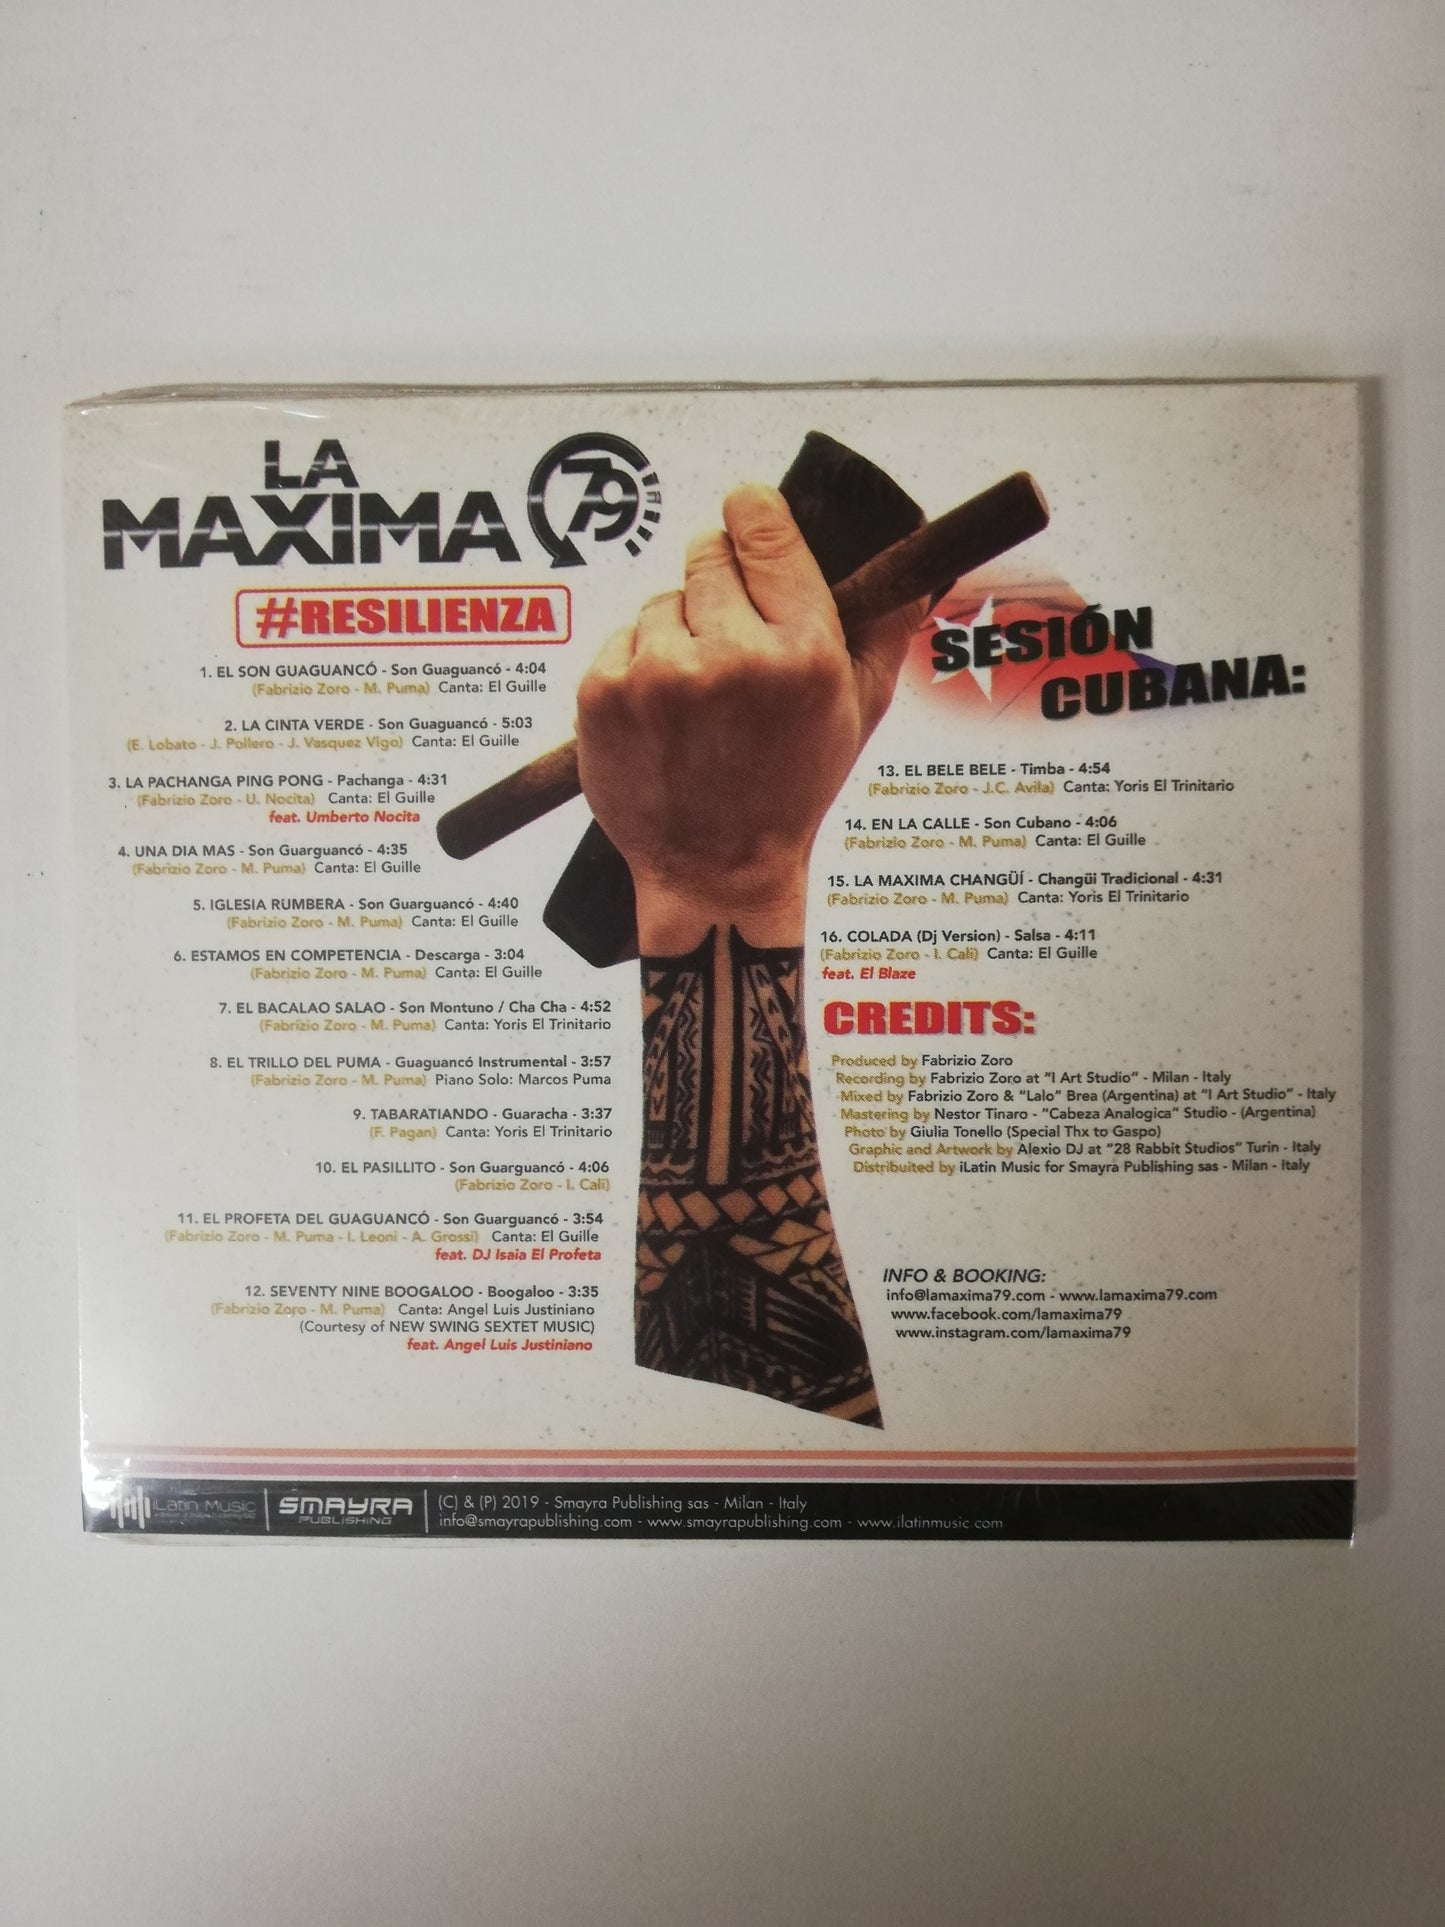 LA
MAXIMA 79
#RESILIENZA
1. EL SON GUAGUANCÓ - Son Guaguancó - 4:04
(Fabrizio Zoro - M. Puma) Canta: El Guille
2. LA CINTA VERDE - Son Guaguancó - 5:03
(E. Lobato - J. Pollero - J. Vasquez Vigo) Canta: El Guille
3. LA PACHANGA PING PONG - Pachanga - 4:31
(Fabrizio Zoro - U. Nocita) Canta: El Guille
feat. Umberto Nocita
4. UNA DIA MAS - Son Guarguancó - 4:35
(Fabrizio Zoro - M. Puma) Canta: El Guille
5. IGLESIA RUMBERA - Son Guarguancó - 4:40
(Fabrizio Zoro - M. Puma) Canta: El Guille
6. ESTAMOS EN COMPETENCIA - Descarga - 3:04
(Fabrizio Zoro - M. Puma) Canta: El Guille
7. EL BACALAO SALAO - Son Montuno / Cha Cha - 4:52
(Fabrizio Zoro - M. Puma) Canta: Yoris El Trinitario
8. EL TRILLO DEL PUMA - Guaguancó Instrumental - 3:57
(Fabrizio Zoro - M. Puma) Piano Solo: Marcos Puma
9. TABARATIANDO - Guaracha - 3:37
(F. Pagan) Canta: Yoris El Trinitario
10. EL PASILLITO - Son Guarguancó - 4:06
(Fabrizio Zoro - I. Cali)
11. EL PROFETA DEL GUAGUANCÓ - Son Guarguancó - 3:54
(Fabrizio Zoro - M. Puma - I. Leoni - A. Grossi) Canta: El Guille
feat. DJ Isaia El Profeta
12. SEVENTY NINE BOOGALOO - Boogaloo - 3:35
(Fabrizio Zoro - M. Puma) Canta: Angel Luis Justiniano
(Courtesy of NEW SWING SEXTET MUSIC)
feat. Angel Luis Justiniano
SESIÓN
CUBANA:
13. EL BELE BELE - Timba - 4:54
(Fabrizio Zoro - J.C. Avila) Canta: Yoris El Trinitario
14. EN LA CALLE - Son Cubano - 4:06
(Fabrizio Zoro - M. Puma) Canta: El Guille
15. LA MAXIMA CHANGÜÍ - Changüi Tradicional - 4:31
(Fabrizio Zoro - M. Puma) Canta: Yoris El Trinitario
16. COLADA (Dj Version) - Salsa - 4:11
(Fabrizio Zoro - I. Cali) Canta: El Guille
feat. El Blaze
CREDITS:
Produced by Fabrizio Zoro
Recording by Fabrizio Zoro at "I Art Studio" - Milan - Italy
Mixed by Fabrizio Zoro & "Lalo" Brea (Argentina) at "I Art Studio" - Italy
Mastering by Nestor Tinaro - "Cabeza Analogica" Studio - (Argentina)
Photo by Giulia Tonello (Special Thx to Gaspo)
Graphic and Artwork by Alexio DJ at "28 Rabbit Studios" Turin - Italy
Distribuited by iLatin Music for Smayra Publishing sas - Milan - Italy
INFO & BOOKING:
info@lamaxima79.com - www.lamaxima79.com
www.facebook.com/lamaxima79
www.instagram.com/lamaxima79
iLatin Music
SMAYRA
PUBLISHING
(C) & (P) 2019 - Smayra Publishing sas - Milan - Italy
info@smayrapublishing.com - www.smayrapublishing.com - www.ilatinmusic.com